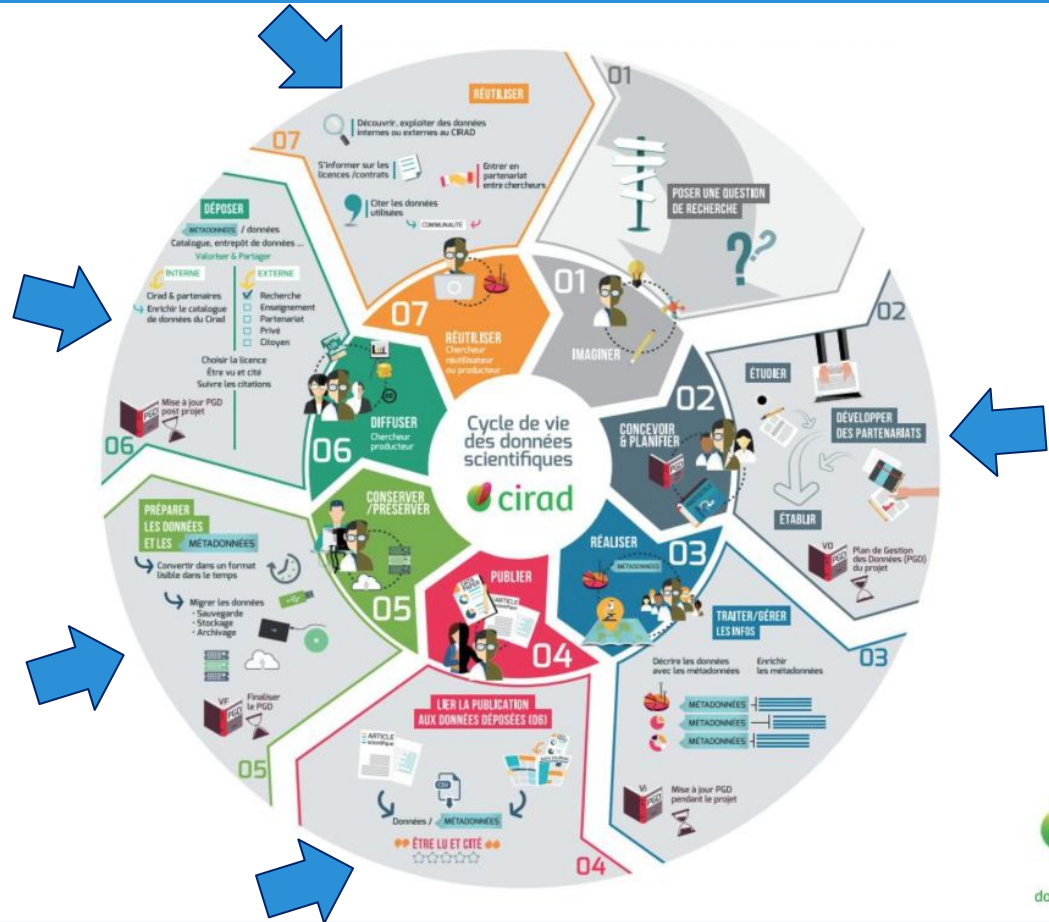 Cycle de vie
des données
scientifiques
cirad
01
IMAGINER
01
POSER UNE QUESTION
DE RECHERCHE
??
02
CONCEVOIR
& PLANIFIER
02
ÉTUDIER
DÉVELOPPER
DES PARTENARIATS
ÉTABLIR
V0
PGD
Plan de Gestion
des Données (PGD)
du projet
RÉALISER
03
MÉTADONNÉES
TRAITER/GÉRER
LES INFOS
03
Décrire les données
avec les métadonnées
Enrichir
les métadonnées
MÉTADONNÉES
MÉTADONNÉES
MÉTADONNÉES
VI
PGD
Mise à jour PGD
pendant le projet
PUBLIER
DATA
PAPER
ARTICLE
scientifique
04
LIER LA PUBLICATION
AUX DONNÉES DÉPOSÉES (06)
ARTICLE
scientifique
CSV
Données / MÉTADONNÉES
ÊTRE LU ET CITÉ
04
CONSERVER
/PRÉSERVER
05
PRÉPARER
LES DONNÉES
ET LES MÉTADONNÉES
Convertir dans un format
lisible dans le temps
Migrer les données
- Sauvegarde
- Stockage
- Archivage
VF
PGD
Finaliser
le PGD
05
DIFFUSER
Chercheur
producteur
06
DÉPOSER
MÉTADONNÉES / données
Catalogue, entrepôt de données ...
Valoriser & Partager
INTERNE
Cirad & partenaires
Enrichir le catalogue
de données du Cirad
EXTERNE
Recherche
Enseignement
Partenariat
Privé
Citoyen
Choisir la licence
Être vu et cité
Suivre les citations
PGD
Mise à jour PGD
post projet
06
07
RÉUTILISER
Chercheur
réutilisateur
ou producteur
07
RÉUTILISER
Découvrir, exploiter des données
internes ou externes au CIRAD
S'informer sur les
licences /contrats
Entrer en
partenariat
entre chercheurs
Citer les données
utilisées
COMMUNAUTÉ
do